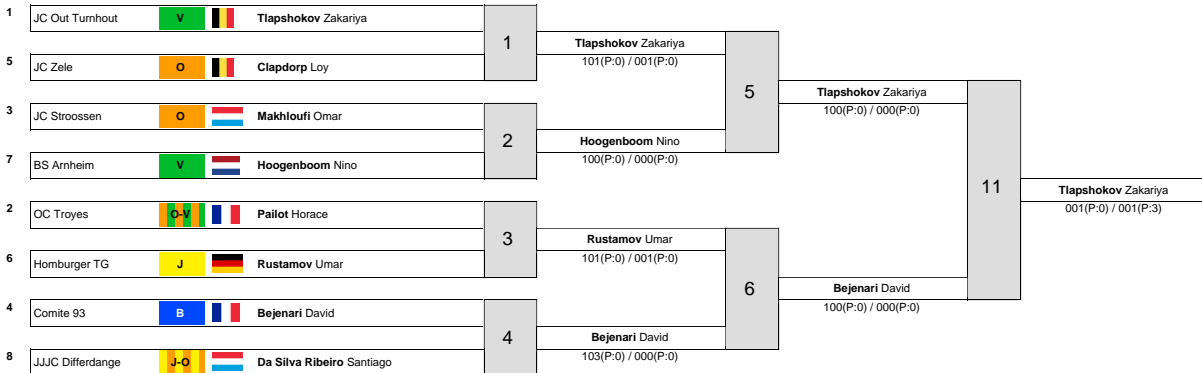 1 JC Out Turnhout V Tlapshokov Zakariya
1
Tlapshokov Zakariya
101(P:0) / 001(P:0)
5 JC Zele O Clapdorp Loy
5
Tlapshokov Zakariya
100(P:0) / 000(P:0)
3 JC Stroossen O Makhloufi Omar
2
Hoogenboom Nino
100(P:0) / 000(P:0)
7 BS Arnheim V Hoogenboom Nino
11
Tlapshokov Zakariya
001(P:0) / 001(P:3)
2 OC Troyes O-V Pailot Horace
3
Rustamov Umar
101(P:0) / 001(P:0)
6 Homburger TG J Rustamov Umar
6
Bejenari David
100(P:0) / 000(P:0)
4 Comite 93 B Bejenari David
4
Bejenari David
103(P:0) / 000(P:0)
8 JJJC Differdange J-O Da Silva Ribeiro Santiago